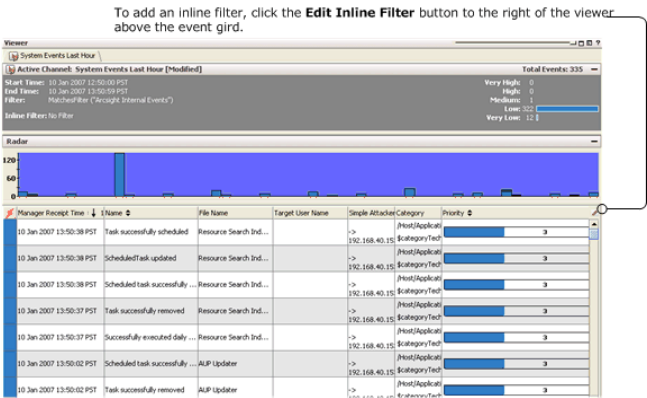 To add an inline filter, click the Edit Inline Filter button to the right of the viewer
above the event gird.
Viewer
System Events Last Hour
Active Channel: System Events Last Hour [Modified]
Total Events: 335
Start Time: 10 Jan 2007 12:50:00 PST
End Time: 10 Jan 2007 13:50:59 PST
Filter: MatchesFilter ("Arcsight Internal Events")
Inline Filter: No Filter
Very High: 0
High: 0
Medium: 1
Low: 322
Very Low: 12
Radar
120
60
0
Manager Receipt Time 1 Name File Name Target User Name Simple Attacker Category Priority
10 Jan 2007 13:50:38 PST Task successfully scheduled Resource Search Ind... -> 192.168.40.15 /Host/Applicati $categoryTech 3
10 Jan 2007 13:50:38 PST ScheduledTask updated Resource Search Ind... -> 192.168.40.15 /Host/Applicati $categoryTech 3
10 Jan 2007 13:50:38 PST Scheduled task successfully ... Resource Search Ind... -> 192.168.40.15 /Host/Applicati $categoryTech 3
10 Jan 2007 13:50:37 PST Task successfully removed Resource Search Ind... -> 192.168.40.15 /Host/Applicati $categoryTech 3
10 Jan 2007 13:50:37 PST Successfully executed daily ... Resource Search Ind... -> 192.168.40.15 /Host/Applicati $categoryTech 3
10 Jan 2007 13:50:02 PST Scheduled task successfully ... AUP Updater -> 192.168.40.15 /Host/Applicati $categoryTech 3
10 Jan 2007 13:50:02 PST Task successfully removed AUP Updater -> /Host/Applicati $categoryTech 3